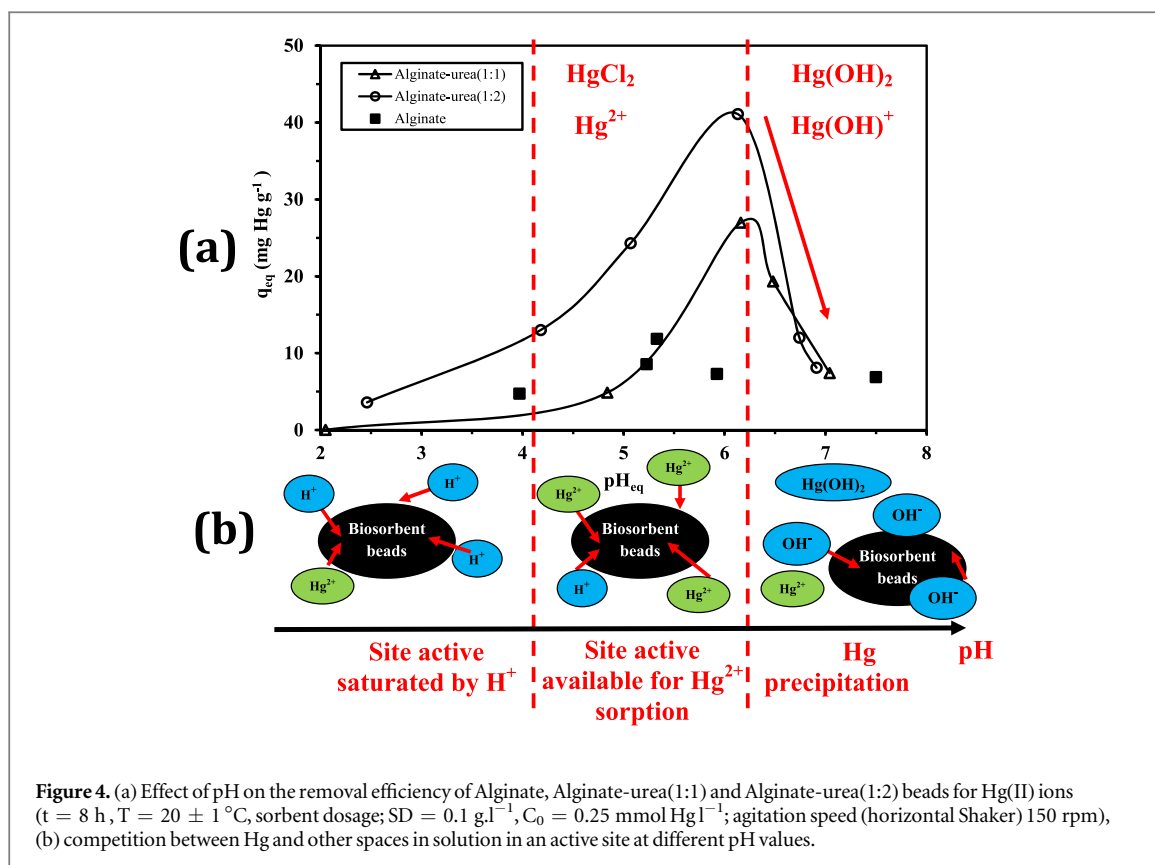 (a)
q_eq (mg Hg g⁻¹)
50
40
30
20
10
0
Alginate-urea(1:1)
Alginate-urea(1:2)
Alginate
HgCl₂
Hg²⁺
Hg(OH)₂
Hg(OH)⁺
2 3 4 5 6 7 8
pH_eq
(b)
H⁺
H⁺
Biosorbent
beads
H⁺
Hg²⁺
Hg²⁺
Hg²⁺
Biosorbent
beads
H⁺
Hg²⁺
Hg(OH)₂
OH⁻
OH⁻
Biosorbent
beads
Hg²⁺
OH⁻
Site active
saturated by H⁺
Site active
available for Hg²⁺
sorption
Hg
precipitation
pH
Figure 4. (a) Effect of pH on the removal efficiency of Alginate, Alginate-urea(1:1) and Alginate-urea(1:2) beads for Hg(II) ions
(t = 8 h , T = 20 ± 1 °C, sorbent dosage; SD = 0.1 g.l⁻¹, C₀ = 0.25 mmol Hg l⁻¹; agitation speed (horizontal Shaker) 150 rpm),
(b) competition between Hg and other spaces in solution in an active site at different pH values.